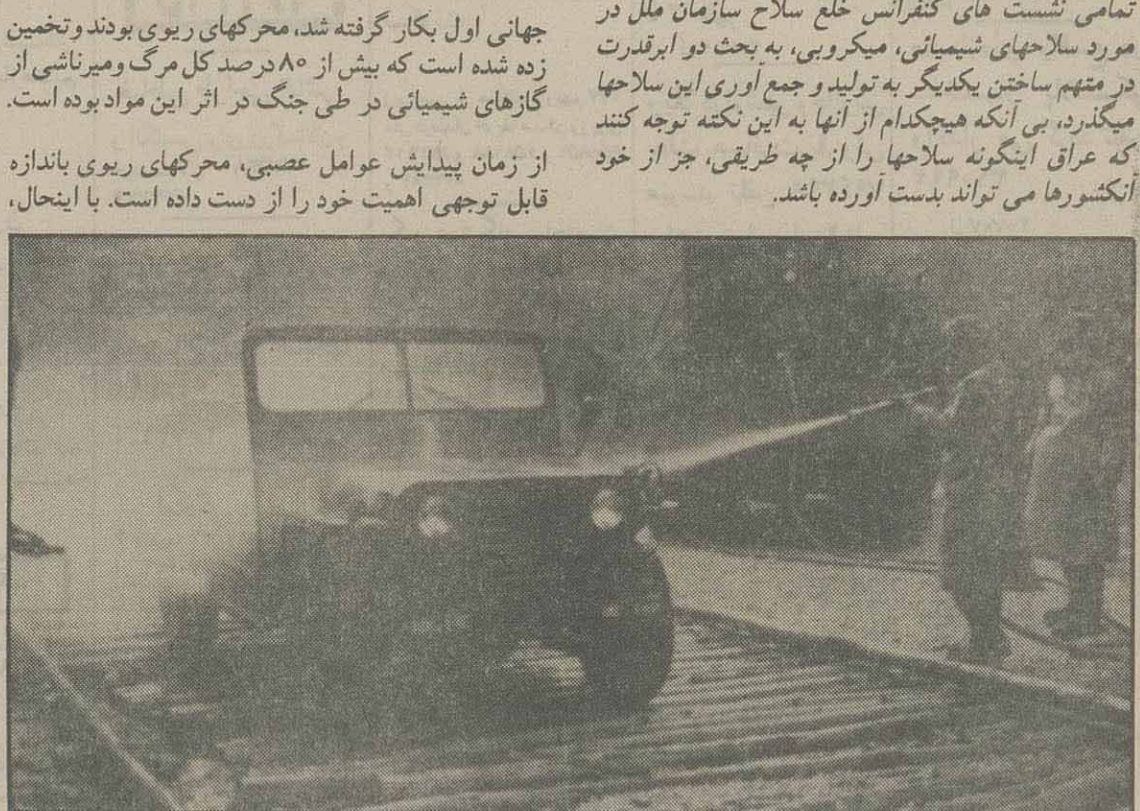 تمامی نشست های کنفرانس خلع سلاح سازمان ملل در
مورد سلاحهای شیمیائی، میکروبی، به بحث دو ابرقدرت
در متهم ساختن یکدیگر به تولید و جمع آوری این سلاحها
میگذرد، بی آنکه هیچکدام از آنها به این نکته توجه کنند
که عراق اینگونه سلاحها را از چه طریقی، جز از خود
آنکشورها می تواند بدست آورده باشد.
جهانی اول بکار گرفته شد، محرکهای ریوی بودند و تخمین
زده شده است که بیش از ۸۰ درصد کل مرگ و میر ناشی از
گازهای شیمیائی در طی جنگ در اثر این مواد بوده است.
از زمان پیدایش عوامل عصبی، محرکهای ریوی باندازه
قابل توجهی اهمیت خود را از دست داده است. با اینحال،